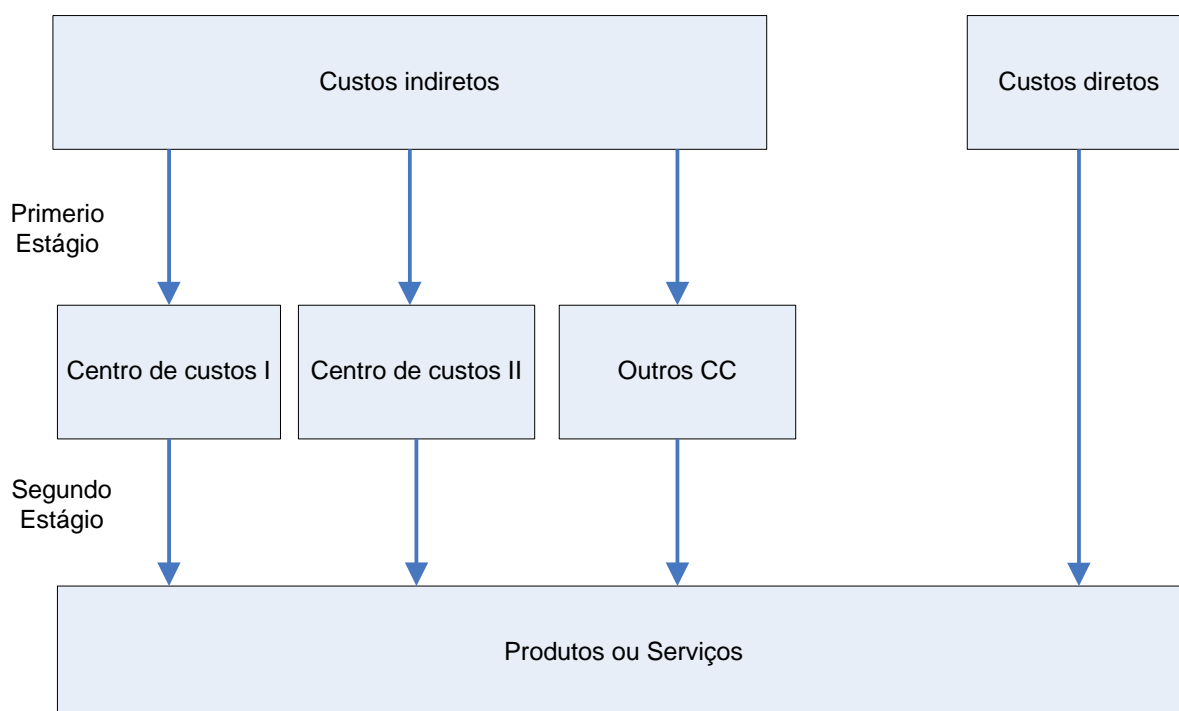 Custos indiretos
Custos diretos
Primerio
Estágio
Centro de custos I
Centro de custos II
Outros CC
Segundo
Estágio
Produtos ou Serviços